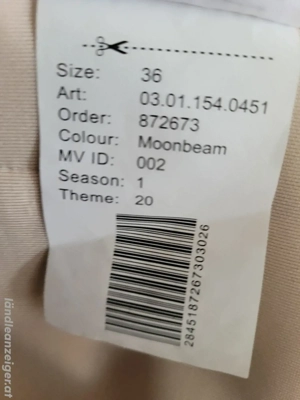 Size: 36
Art: 03.01.154.0451
Order: 872673
Colour: Moonbeam
MV ID: 002
Season: 1
Theme: 20
2845187267303026
ländleanzeiger.at